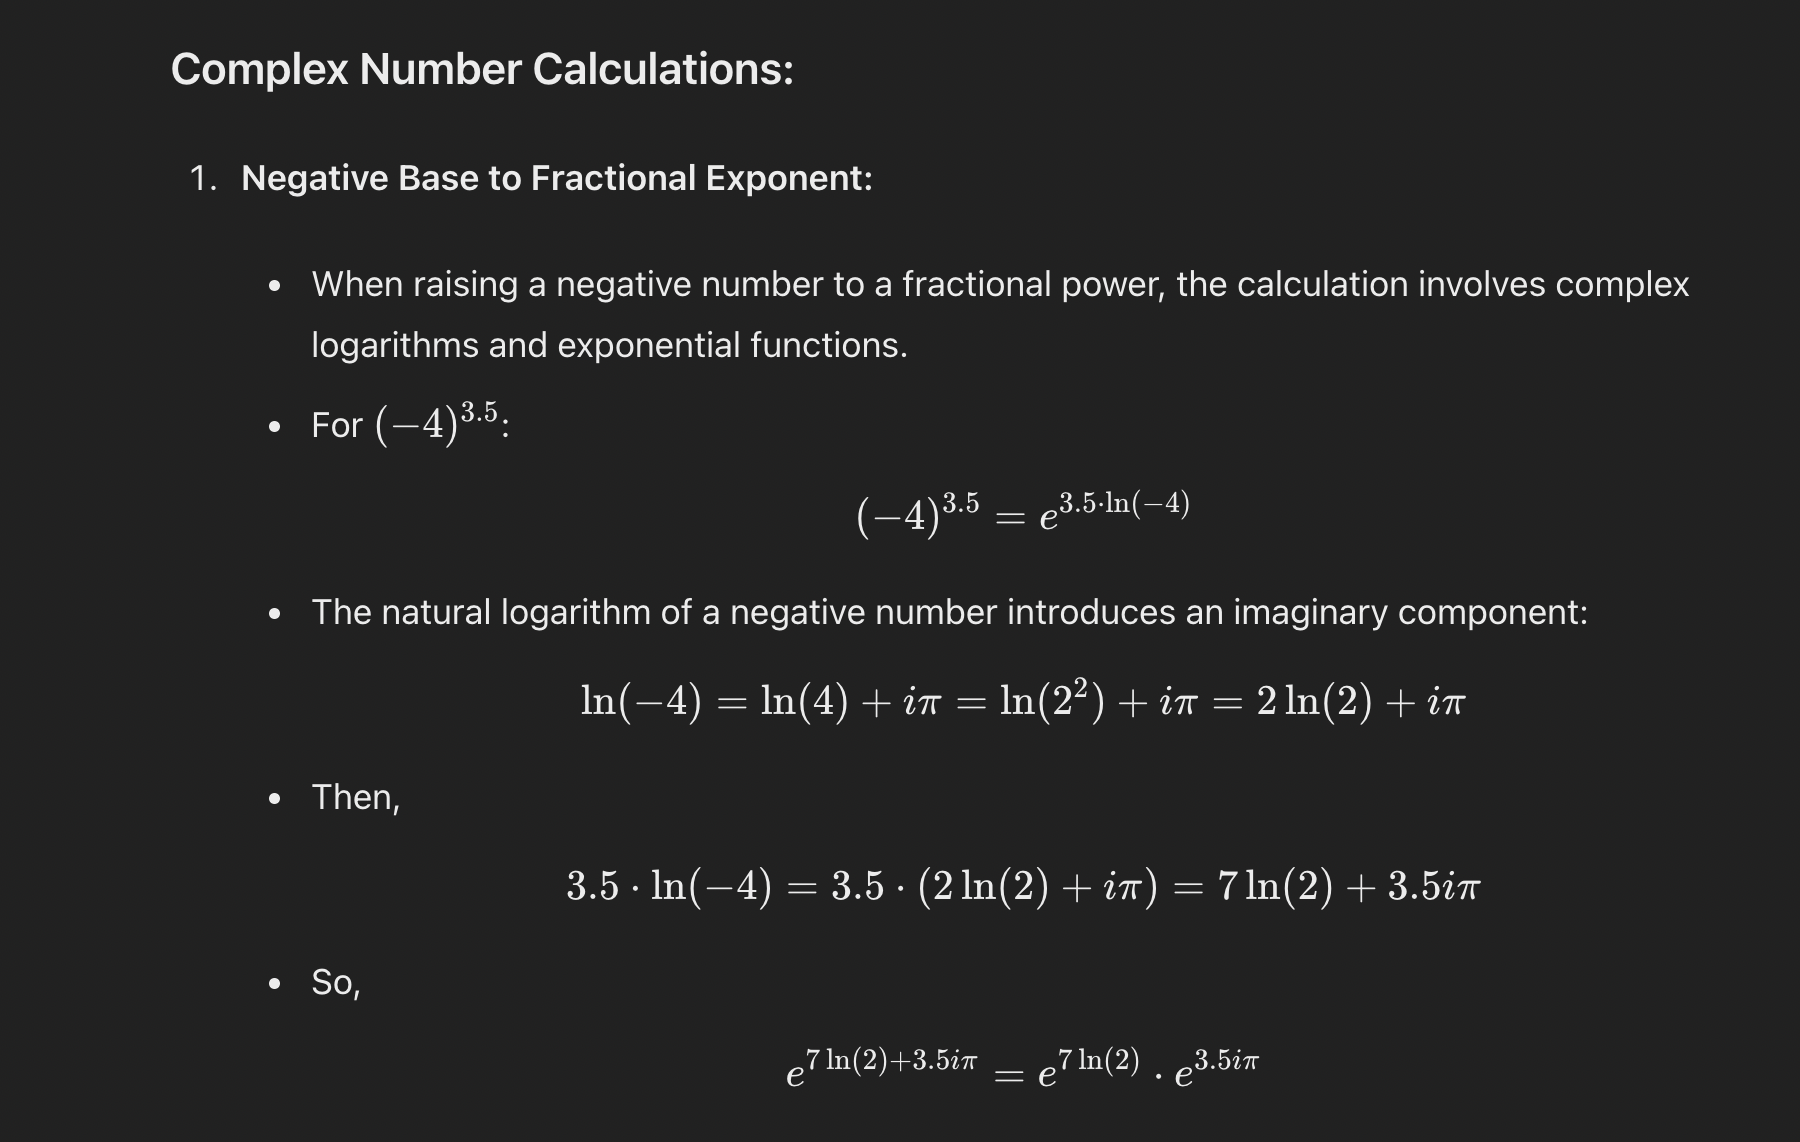 Complex Number Calculations:
1. Negative Base to Fractional Exponent:
• When raising a negative number to a fractional power, the calculation involves complex
logarithms and exponential functions.
• For $(-4)^{3.5}$:
$(-4)^{3.5} = e^{3.5 \cdot \ln(-4)}$
• The natural logarithm of a negative number introduces an imaginary component:
$\ln(-4) = \ln(4) + i\pi = \ln(2^2) + i\pi = 2\ln(2) + i\pi$
• Then,
$3.5 \cdot \ln(-4) = 3.5 \cdot (2\ln(2) + i\pi) = 7\ln(2) + 3.5i\pi$
• So,
$e^{7\ln(2)+3.5i\pi} = e^{7\ln(2)} \cdot e^{3.5i\pi}$